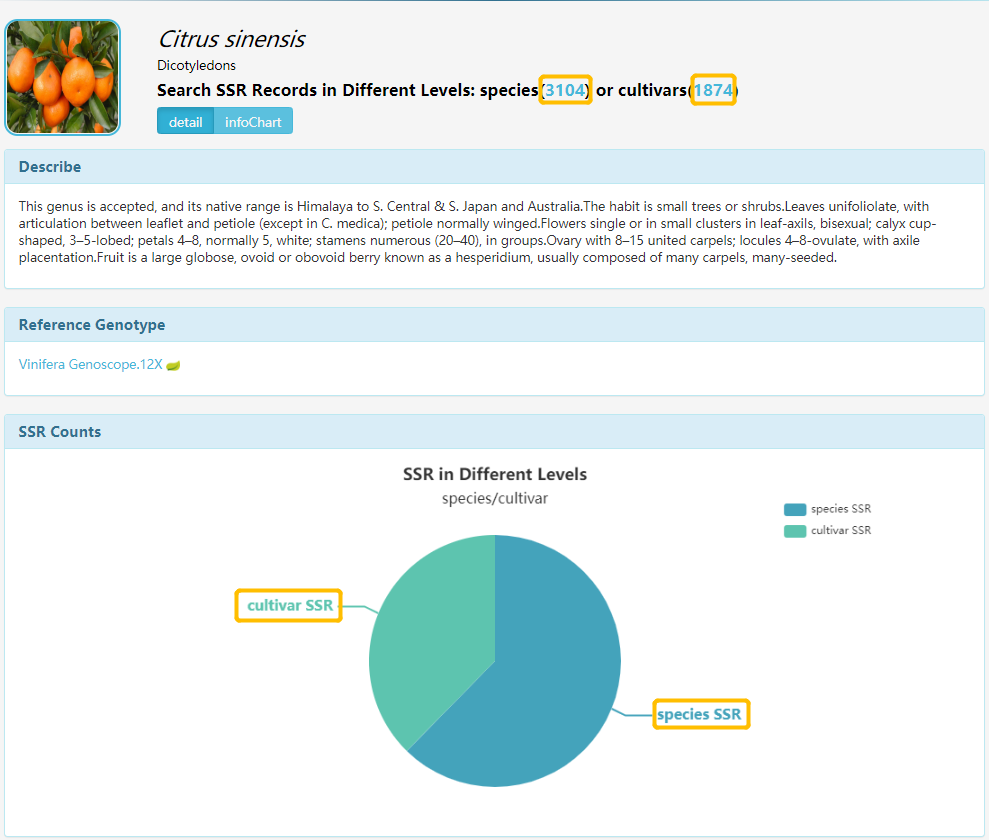 Citrus sinensis
Dicotyledons
Search SSR Records in Different Levels: species(3104) or cultivars(1874)
detail infoChart
Describe
This genus is accepted, and its native range is Himalaya to S. Central & S. Japan and Australia.The habit is small trees or shrubs.Leaves unifoliolate, with
articulation between leaflet and petiole (except in C. medica); petiole normally winged.Flowers single or in small clusters in leaf-axils, bisexual; calyx cup-
shaped, 3–5-lobed; petals 4–8, normally 5, white; stamens numerous (20–40), in groups.Ovary with 8–15 united carpels; locules 4–8-ovulate, with axile
placentation.Fruit is a large globose, ovoid or obovoid berry known as a hesperidium, usually composed of many carpels, many-seeded.
Reference Genotype
Vinifera Genoscope.12X
SSR Counts
SSR in Different Levels
species/cultivar
species SSR
cultivar SSR
cultivar SSR
species SSR